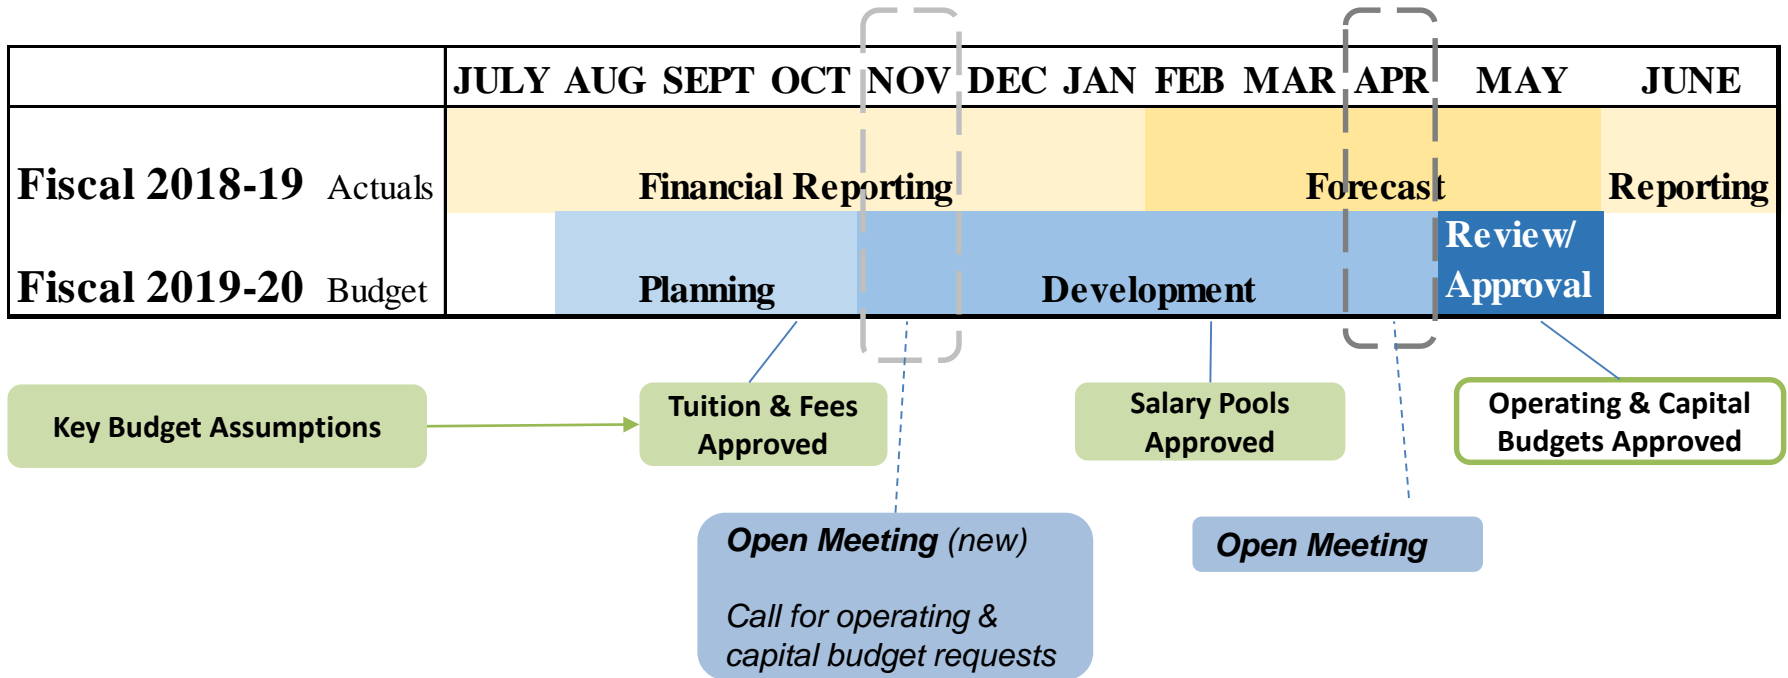 JULY AUG SEPT OCT NOV DEC JAN FEB MAR APR MAY JUNE
Fiscal 2018-19 Actuals Financial Reporting Forecast Reporting
Review/
Fiscal 2019-20 Budget Planning Development Approval
Key Budget Assumptions
Tuition & Fees
Approved
Salary Pools
Approved
Operating & Capital
Budgets Approved
Open Meeting (new)
Call for operating &
capital budget requests
Open Meeting